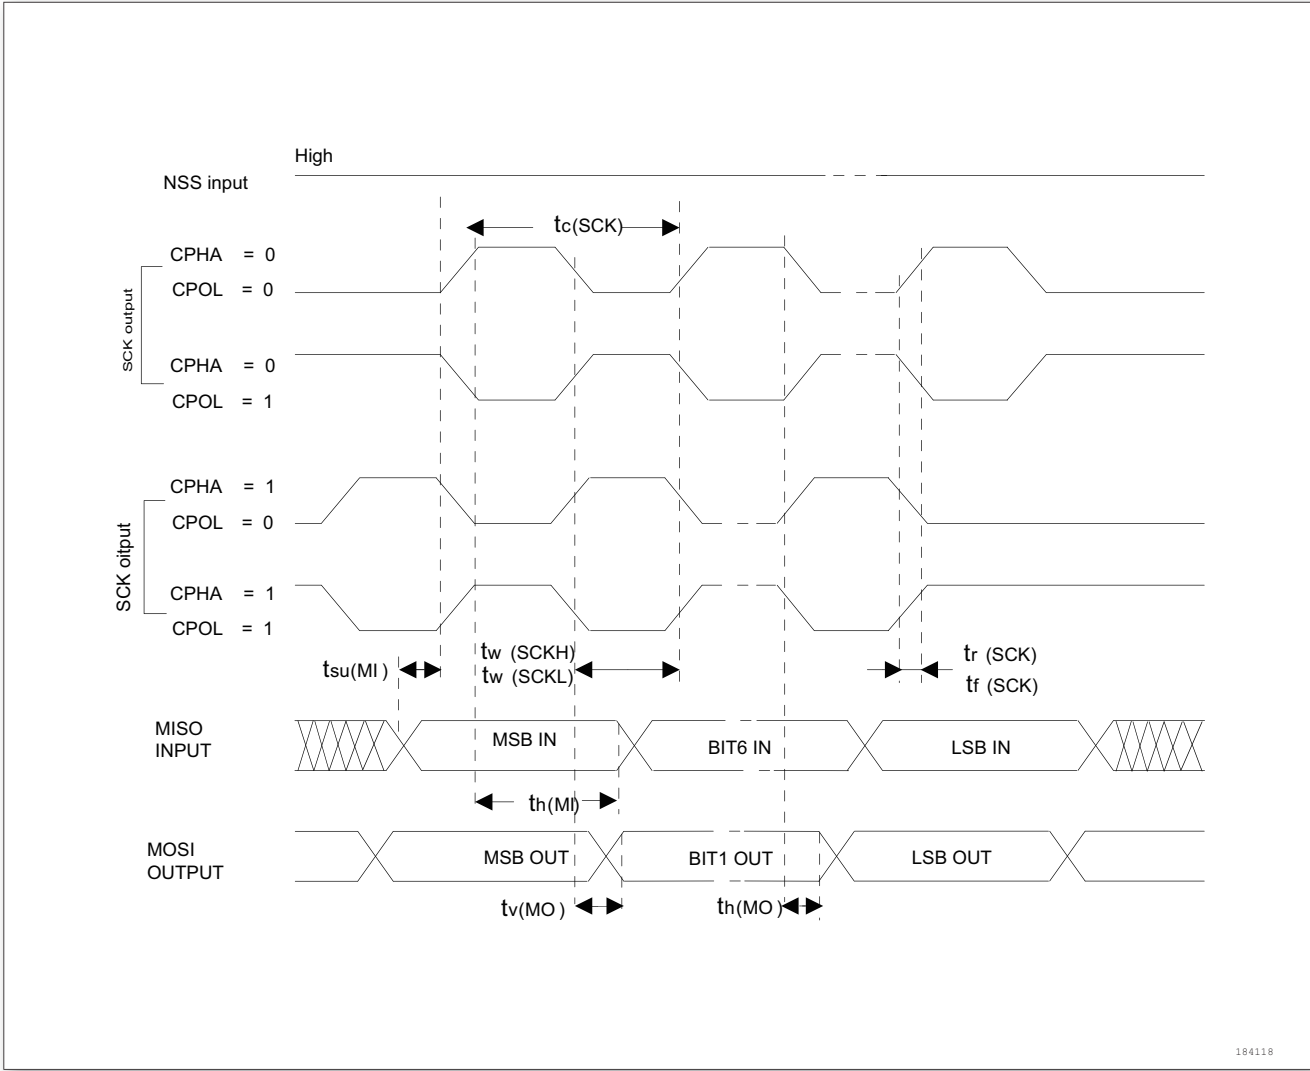 High
NSS input
tc(SCK)
CPHA = 0
CPOL = 0
SCK output
CPHA = 0
CPOL = 1
CPHA = 1
CPOL = 0
SCK oitput
CPHA = 1
CPOL = 1
tsu(MI)
tw (SCKH)
tw (SCKL)
tr (SCK)
tf (SCK)
MISO
INPUT
MSB IN
BIT6 IN
LSB IN
th(MI)
MOSI
OUTPUT
MSB OUT
BIT1 OUT
LSB OUT
tv(MO)
th(MO)
184118